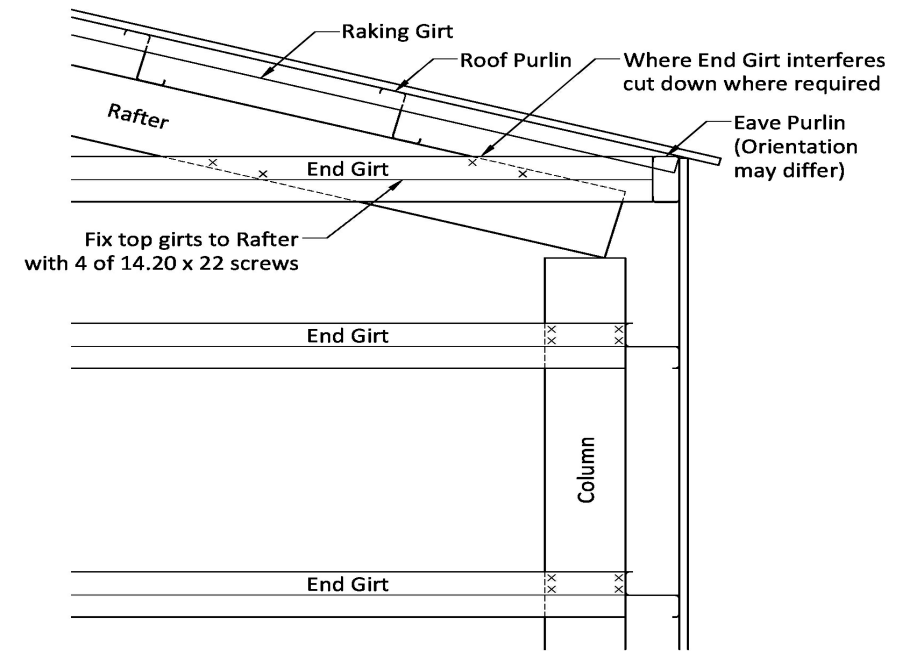 Raking Girt
Roof Purlin
Where End Girt interferes
cut down where required
Eave Purlin
(Orientation
may differ)
Rafter
End Girt
Fix top girts to Rafter
with 4 of 14.20 x 22 screws
End Girt
Column
End Girt